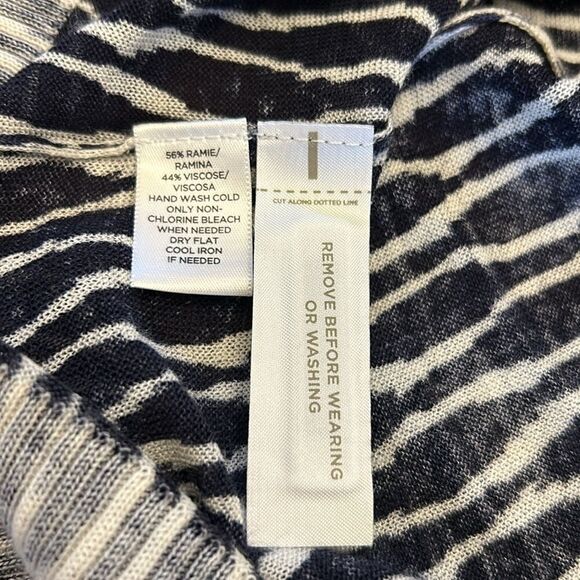 56% RAMIE/
RAMINA
44% VISCOSE/
VISCOSA
HAND WASH COLD
ONLY NON-
CHLORINE BLEACH
WHEN NEEDED
DRY FLAT
COOL IRON
IF NEEDED
CUT ALONG DOTTED LINE
REMOVE BEFORE WEARING
OR WASHING